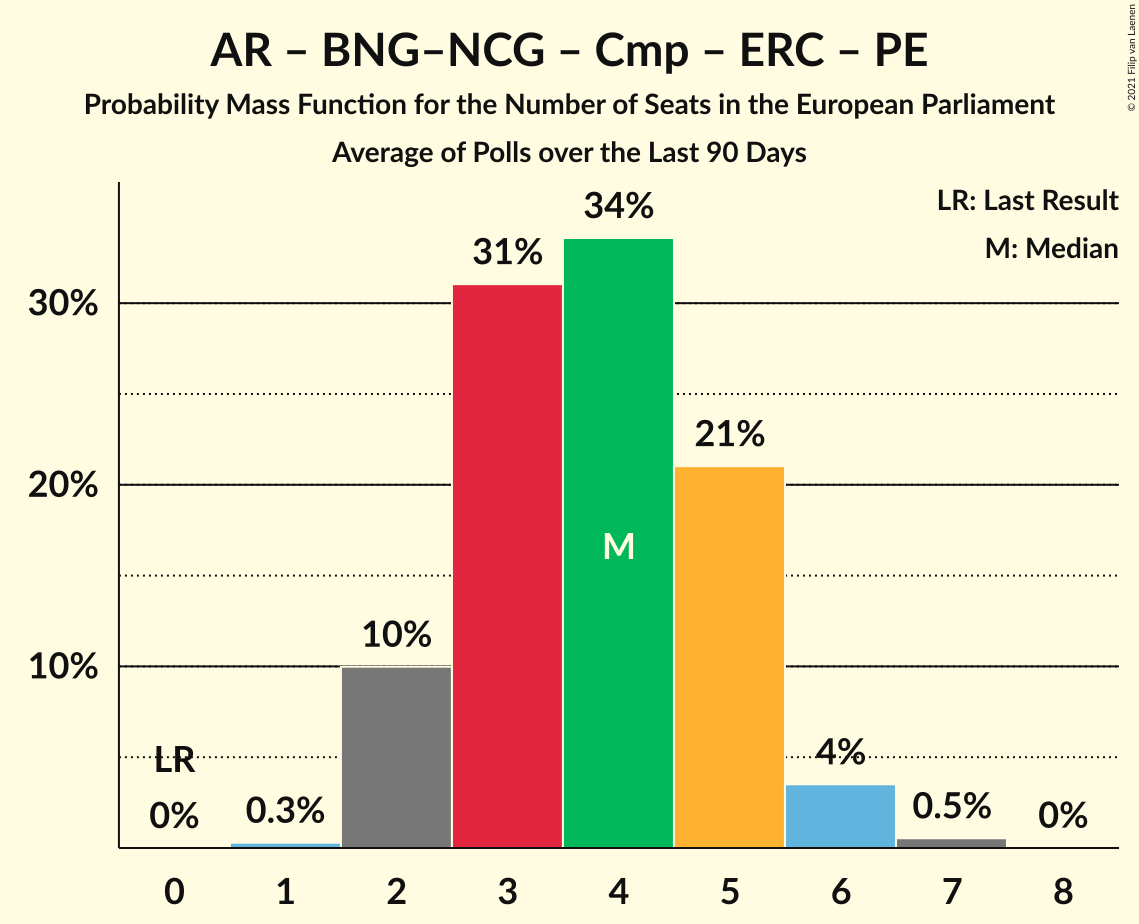 AR – BNG–NCG – Cmp – ERC – PE
Probability Mass Function for the Number of Seats in the European Parliament
Average of Polls over the Last 90 Days
© 2021 Filip van Laenen
LR: Last Result
M: Median
34%
31%
30%
21%
20%
M
10%
10%
LR
4%
0%
0.3%
0.5%
0%
0 1 2 3 4 5 6 7 8